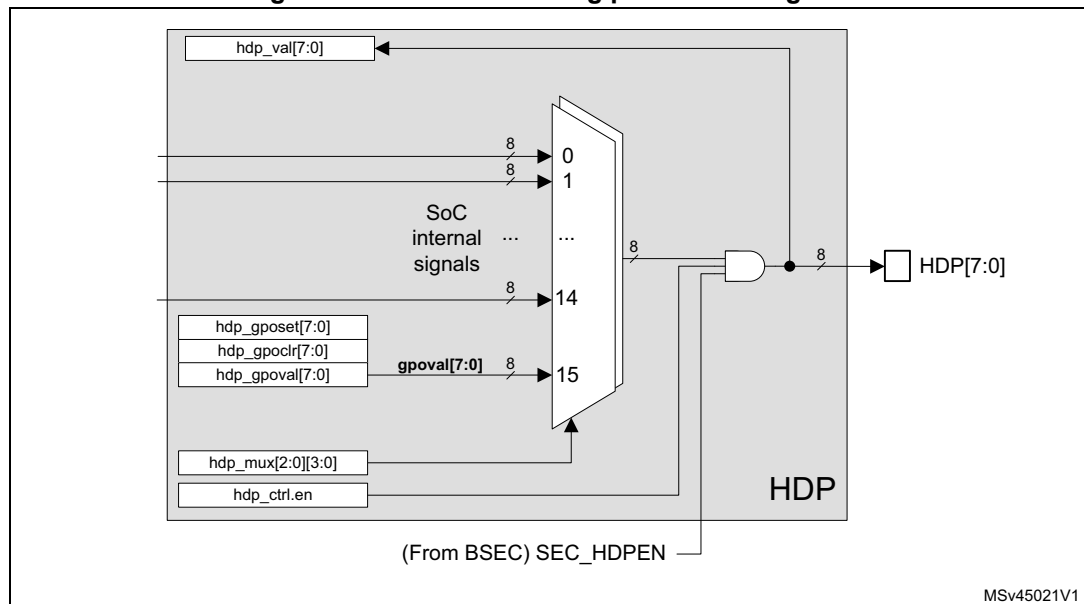 hdp_val[7:0]
8
0
8
1
SoC
internal
signals
...
...
8
8
HDP[7:0]
8
14
hdp_gposet[7:0]
hdp_gpoclr[7:0]
hdp_gpoval[7:0]
gpoval[7:0]
8
15
hdp_mux[2:0][3:0]
hdp_ctrl.en
HDP
(From BSEC) SEC_HDPEN
MSv45021V1